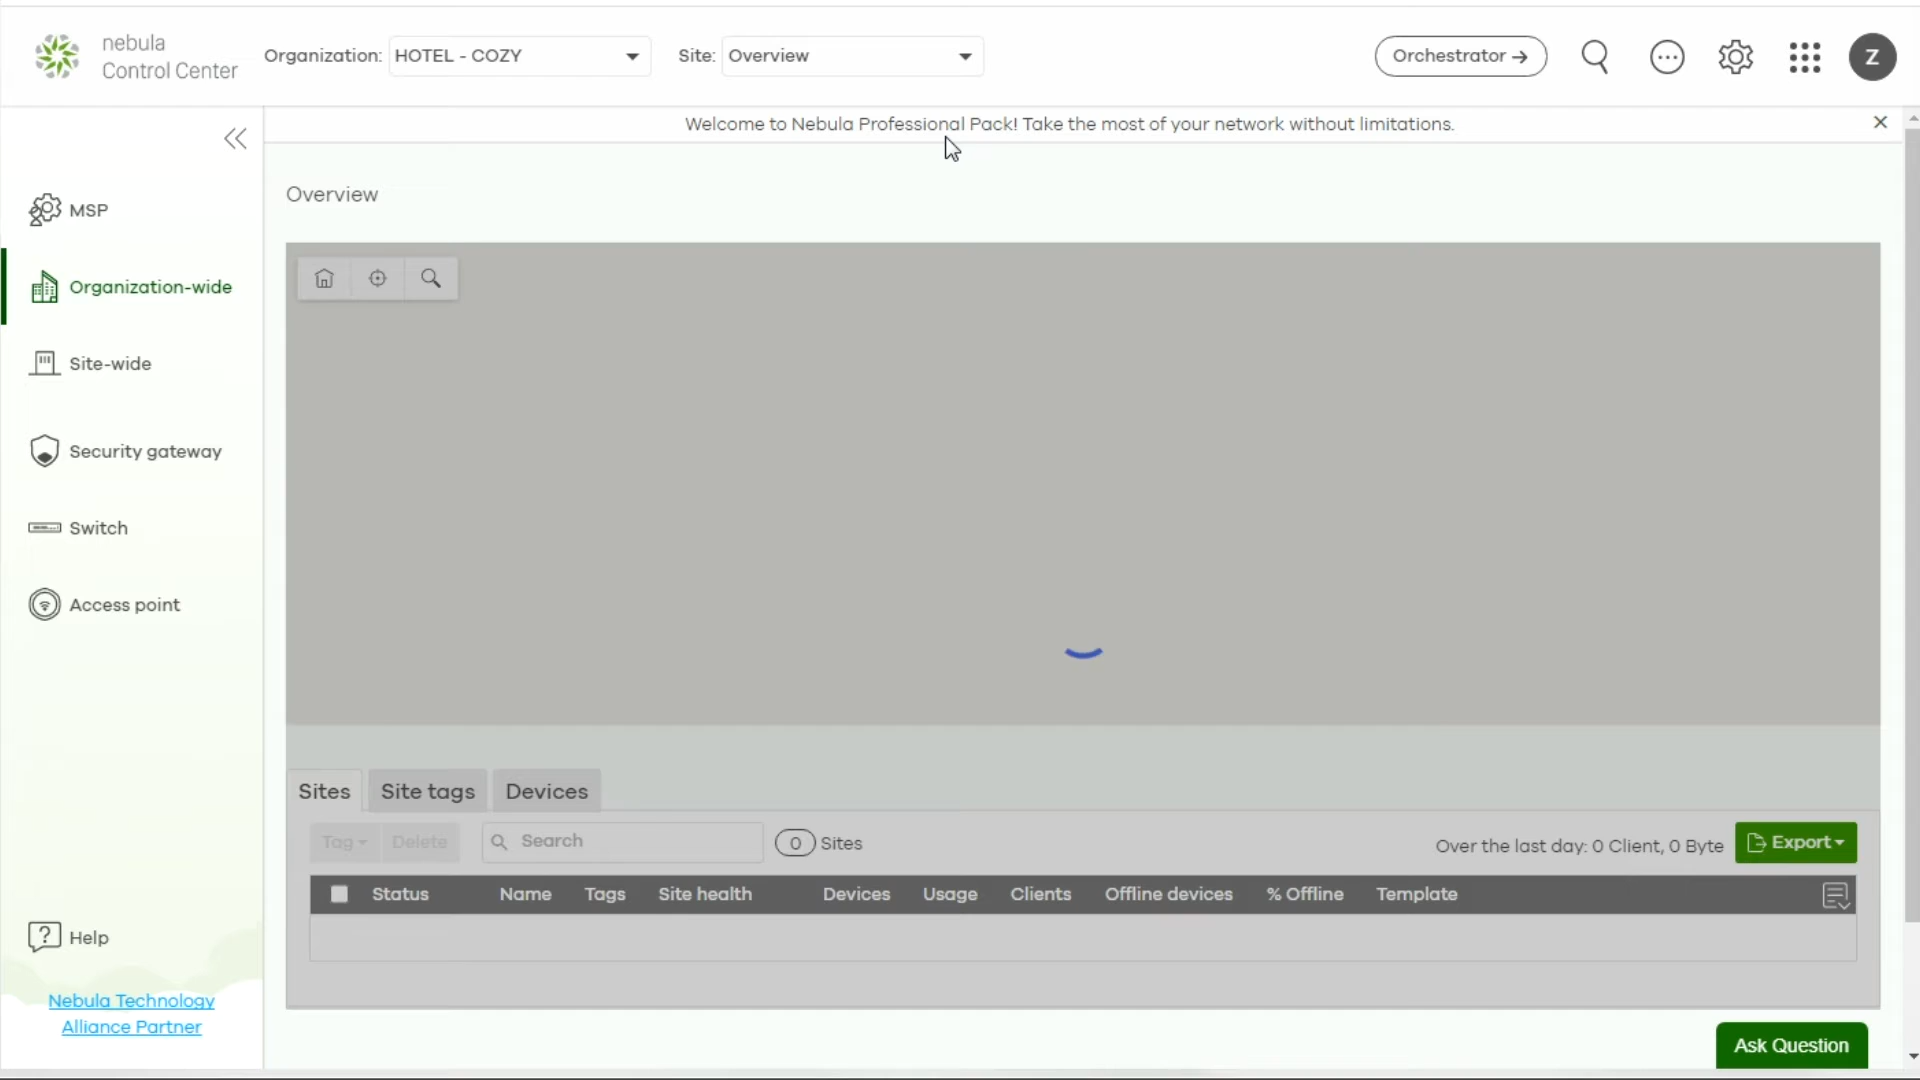 nebula
Control Center
Organization: HOTEL - COZY
Site: Overview
Orchestrator →
Z
Welcome to Nebula Professional Pack! Take the most of your network without limitations.
MSP
Organization-wide
Site-wide
Security gateway
Switch
Access point
Help
Nebula Technology
Alliance Partner
Overview
Sites Site tags Devices
Tag Delete Search 0 Sites Over the last day: 0 Client, 0 Byte Export
Status Name Tags Site health Devices Usage Clients Offline devices % Offline Template
Ask Question